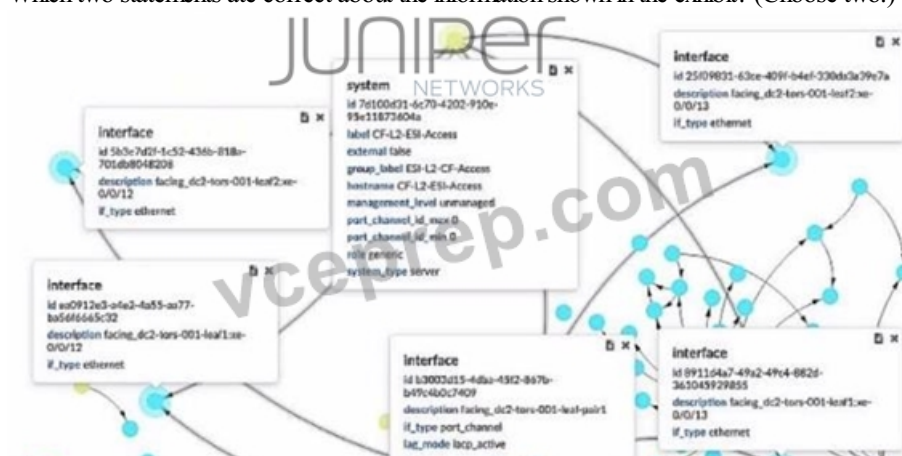 Which two statements are correct about the information shown in the exhibit? (Choose two.)
JUNIPER
NETWORKS
interface
id 25f09831-63ce-409f-b4ef-330da3a39e7a
description facing_dc2-tors-001-leaf2:xe-
0/0/13
if_type ethernet
system
id 7d100d31-6c70-4202-910e-
95e11873604a
label CF-L2-ESI-Access
external false
group_label ESI-L2-CF-Access
hostname CF-L2-ESI-Access
management_level unmanaged
port_channel_id_max 0
port_channel_id_min 0
role generic
system_type server
interface
id 5b3e7d2f-1c52-436b-818a-
701db8048208
description facing_dc2-tors-001-leaf2:xe-
0/0/12
if_type ethernet
vceprep.com
interface
id ea0912e3-a4e2-4a55-aa77-
ba56f6665c32
description facing_dc2-tors-001-leaf1:xe-
0/0/12
if_type ethernet
interface
id b3003d15-4daa-45f2-867b-
b49c4b0c7409
description facing_dc2-tors-001-leaf-pair1
if_type port_channel
lag_mode lacp_active
interface
id 891164a7-49a2-49c4-882d-
363045929855
description facing_dc2-tors-001-leaf1:xe-
0/0/13
if_type ethernet